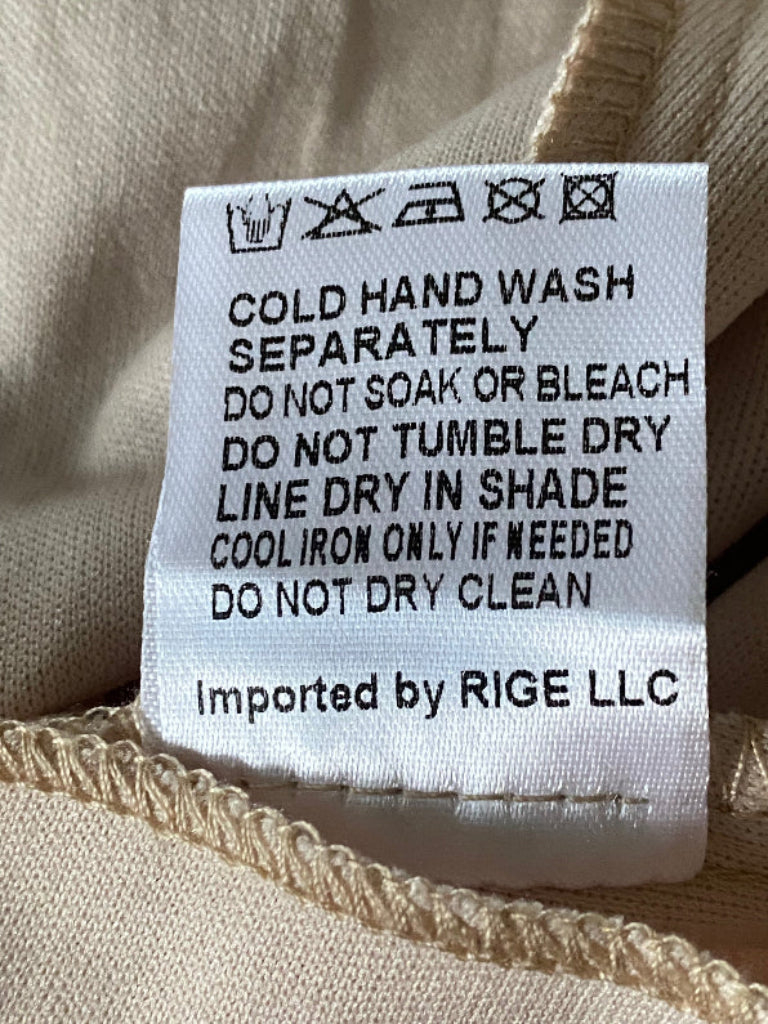 COLD HAND WASH
SEPARATELY
DO NOT SOAK OR BLEACH
DO NOT TUMBLE DRY
LINE DRY IN SHADE
COOL IRON ONLY IF NEEDED
DO NOT DRY CLEAN
Imported by RIGE LLC